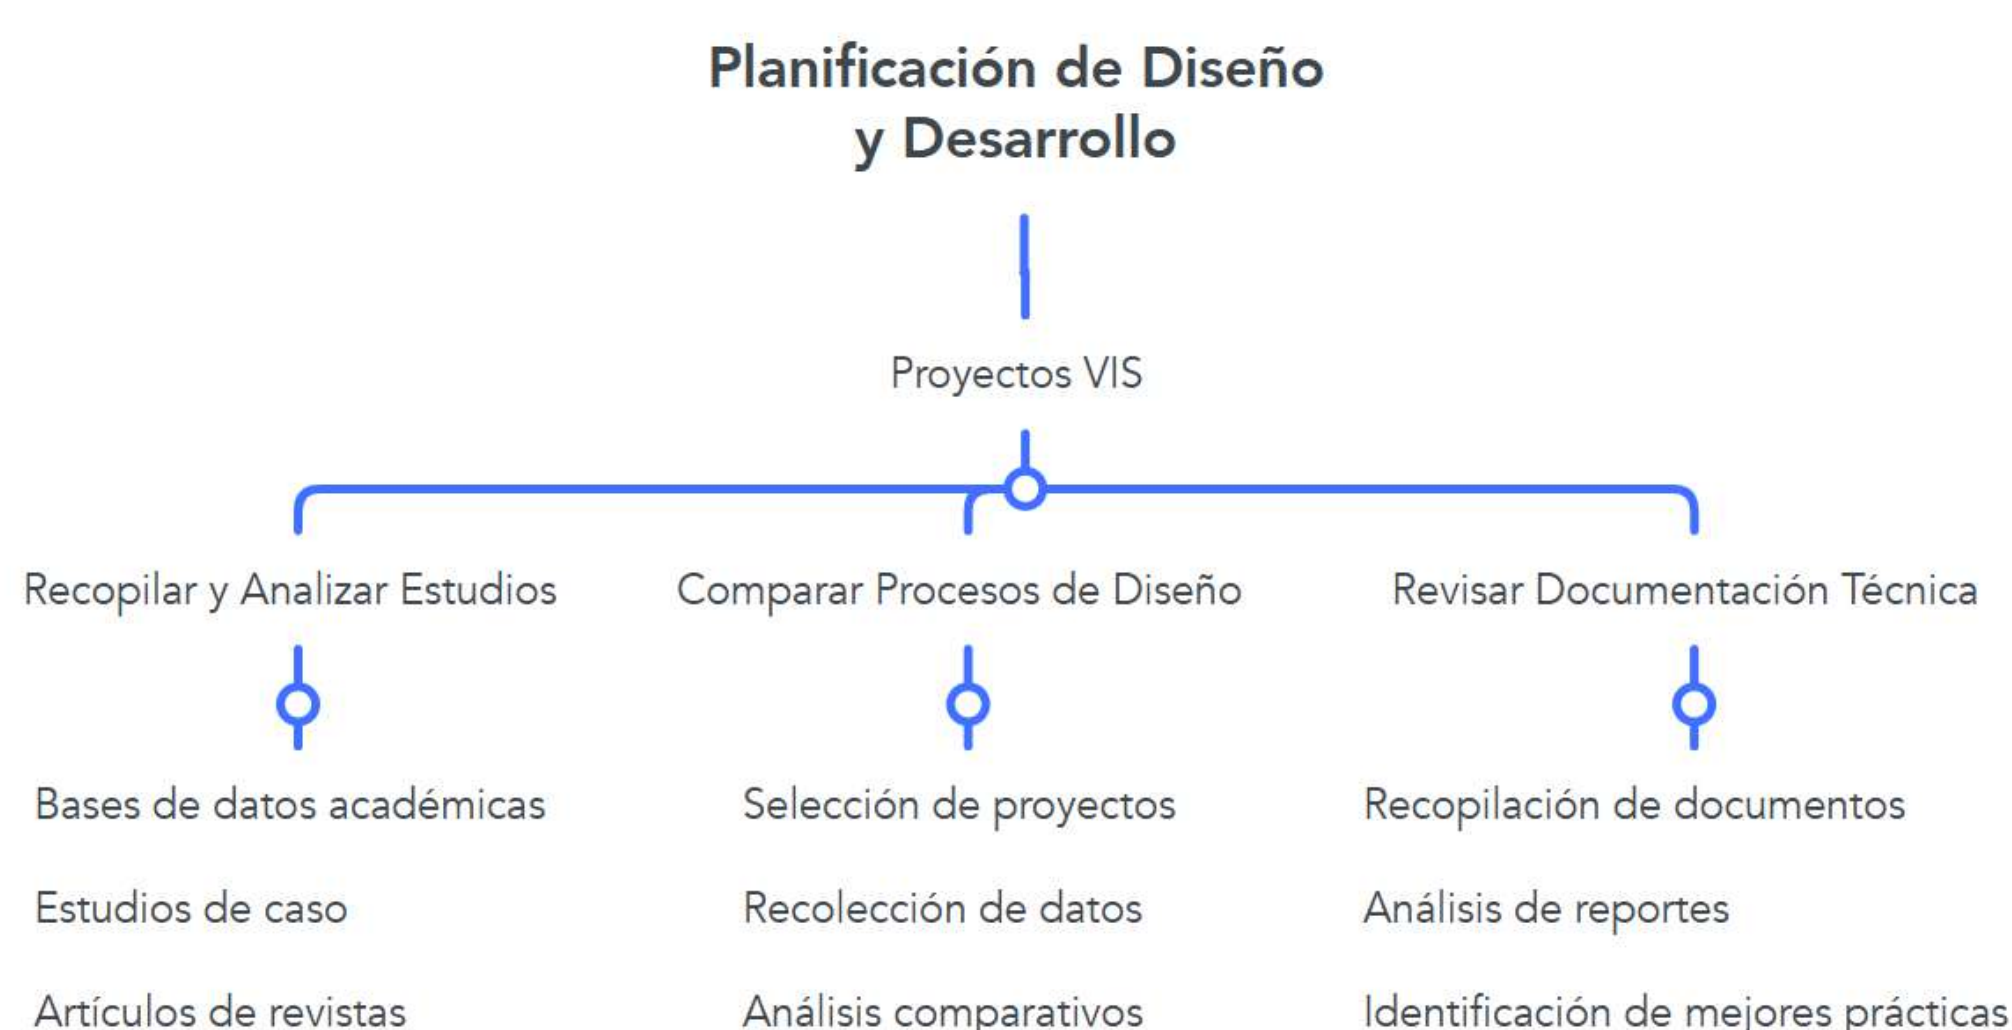 Planificación de Diseño
y Desarrollo
Proyectos VIS
Recopilar y Analizar Estudios
Comparar Procesos de Diseño
Revisar Documentación Técnica
Bases de datos académicas
Selección de proyectos
Recopilación de documentos
Estudios de caso
Recolección de datos
Análisis de reportes
Artículos de revistas
Análisis comparativos
Identificación de mejores prácticas